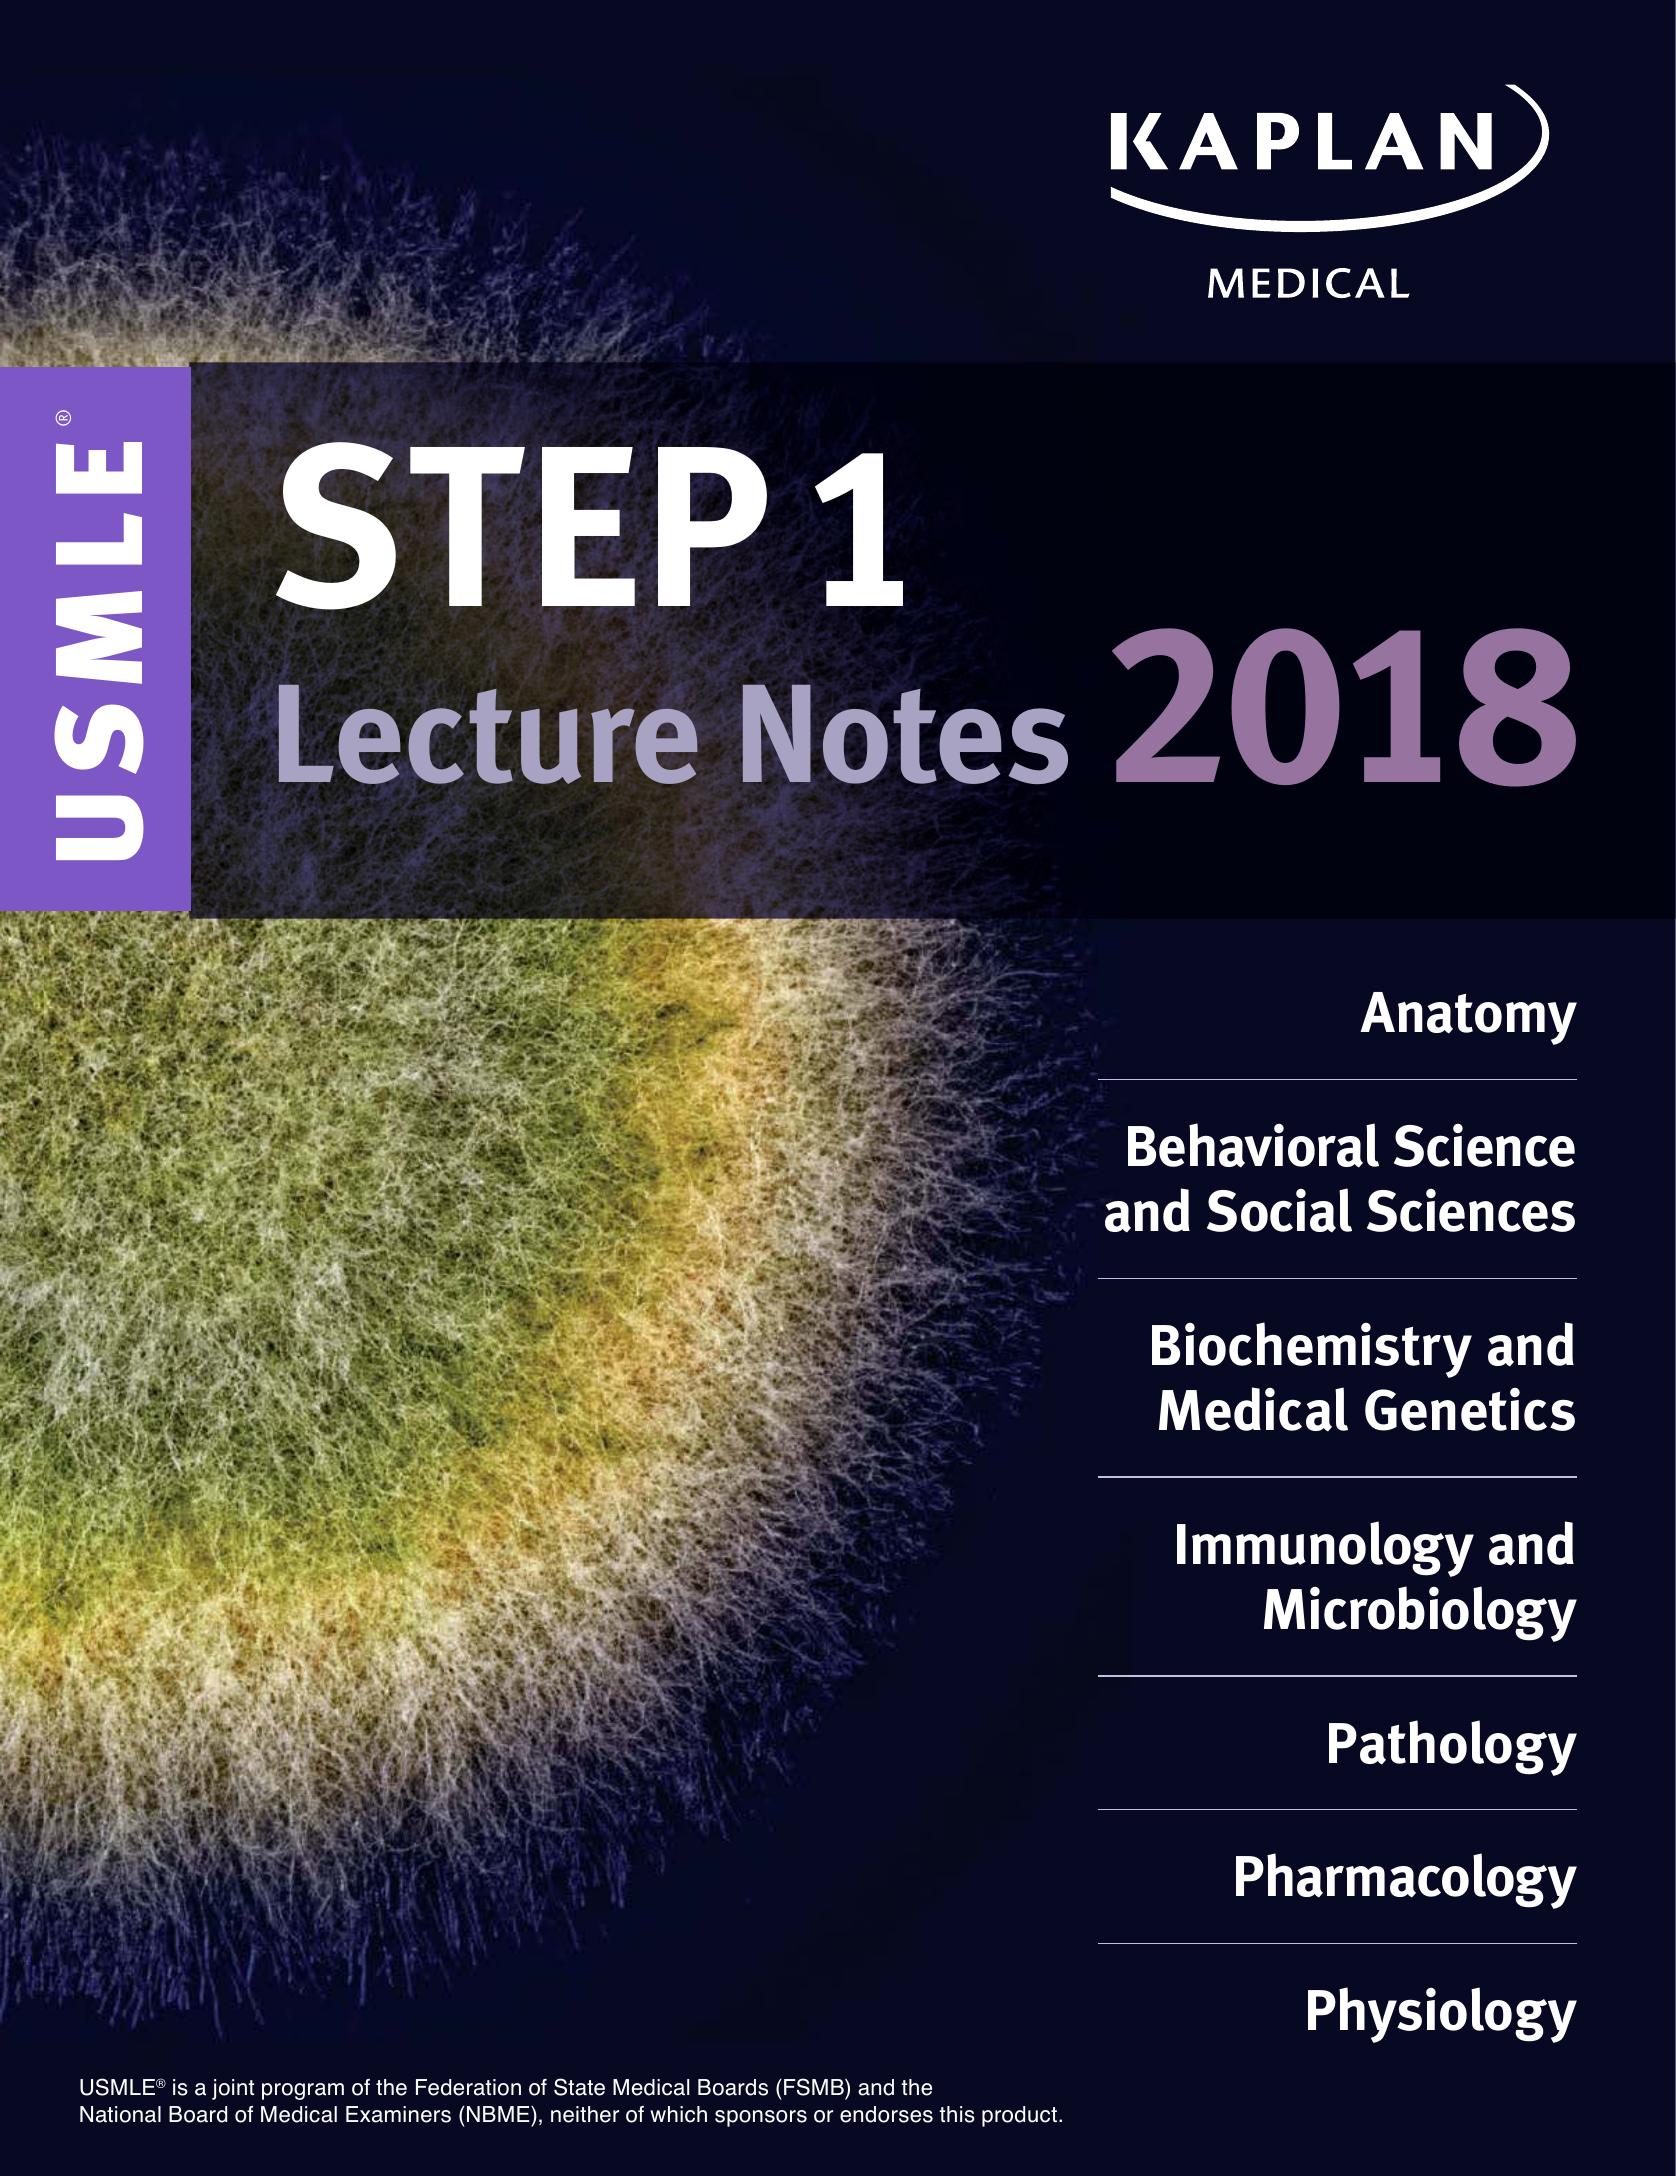 KAPLAN
MEDICAL
USMLE®
STEP 1
Lecture Notes 2018
Anatomy
Behavioral Science
and Social Sciences
Biochemistry and
Medical Genetics
Immunology and
Microbiology
Pathology
Pharmacology
Physiology
USMLE® is a joint program of the Federation of State Medical Boards (FSMB) and the
National Board of Medical Examiners (NBME), neither of which sponsors or endorses this product.